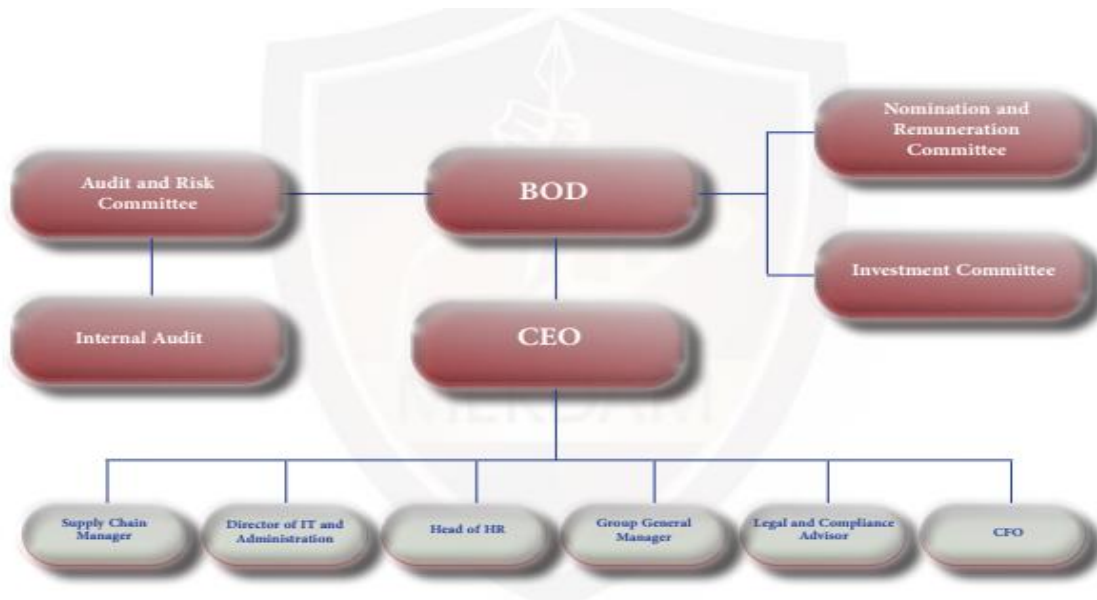 Nomination and
Remuneration
Committee
Audit and Risk
Committee
BOD
Investment Committee
Internal Audit
CEO
Supply Chain
Manager
Director of IT and
Administration
Head of HR
Group General
Manager
Legal and Compliance
Advisor
CFO